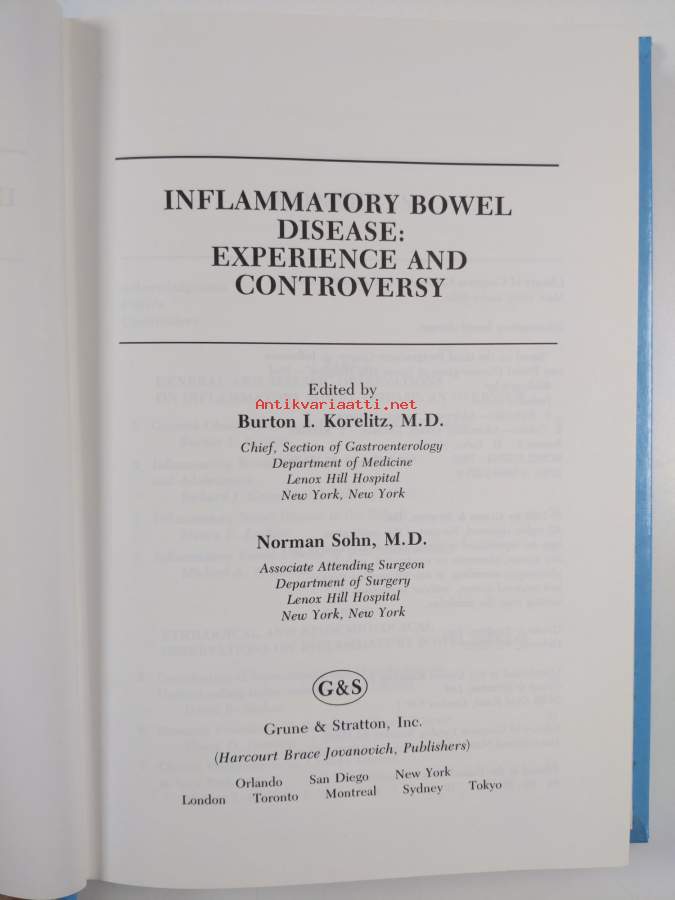 INFLAMMATORY BOWEL
DISEASE:
EXPERIENCE AND
CONTROVERSY
Edited by
Antikvariaatti.net
Burton I. Korelitz, M.D.
Chief, Section of Gastroenterology
Department of Medicine
Lenox Hill Hospital
New York, New York
Norman Sohn, M.D.
Associate Attending Surgeon
Department of Surgery
Lenox Hill Hospital
New York, New York
G&S
Grune & Stratton, Inc.
(Harcourt Brace Jovanovich, Publishers)
Orlando San Diego New York
London Toronto Montreal Sydney Tokyo